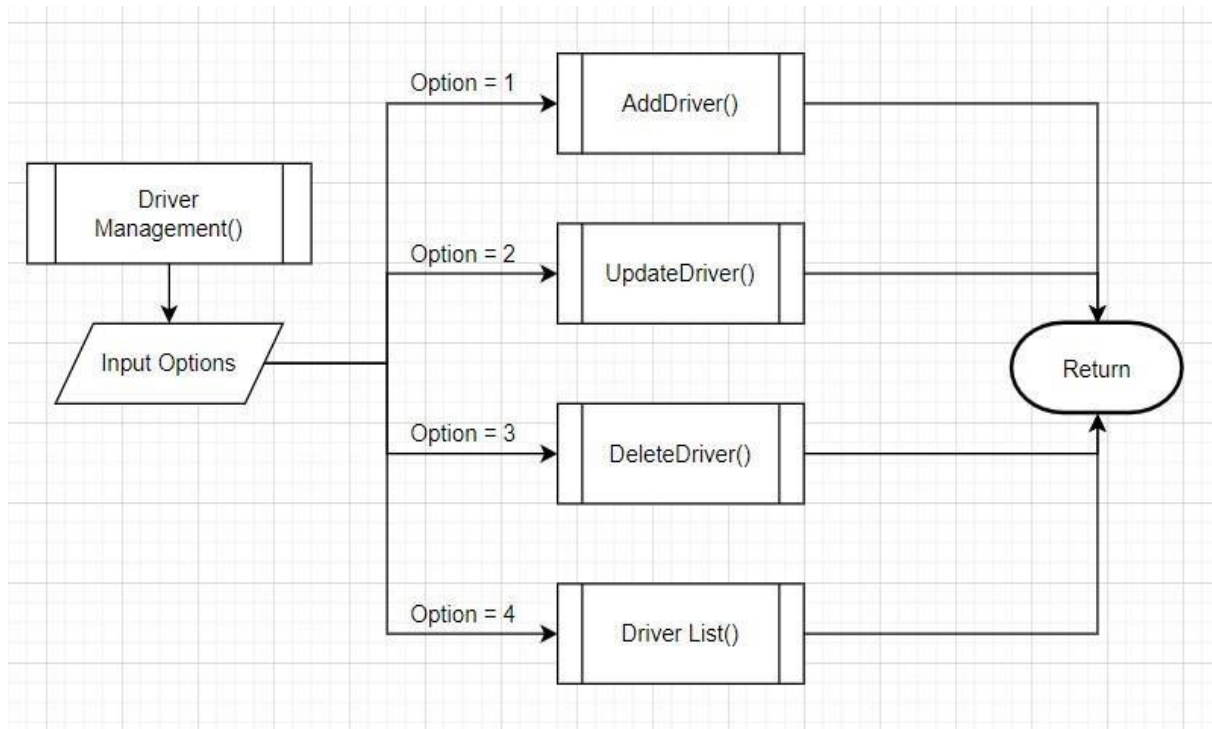 Option = 1
AddDriver()
Driver
Management()
Option = 2
UpdateDriver()
Input Options
Return
Option = 3
DeleteDriver()
Option = 4
Driver List()